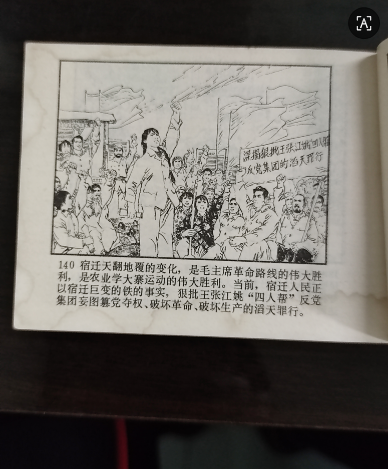 深揭狠批王张江姚四人帮
反党集团的滔天罪行
140 宿迁天翻地覆的变化，是毛主席革命路线的伟大胜
利，是农业学大寨运动的伟大胜利。当前，宿迁人民正
以宿迁巨变的铁的事实，狠批王张江姚“四人帮”反党
集团妄图篡党夺权、破坏革命、破坏生产的滔天罪行。